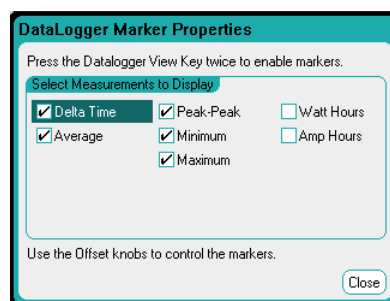 DataLogger Marker Properties
Press the Datalogger View Key twice to enable markers.
Select Measurements to Display
Delta Time Peak-Peak Watt Hours
Average Minimum Amp Hours
Maximum
Use the Offset knobs to control the markers.
Close